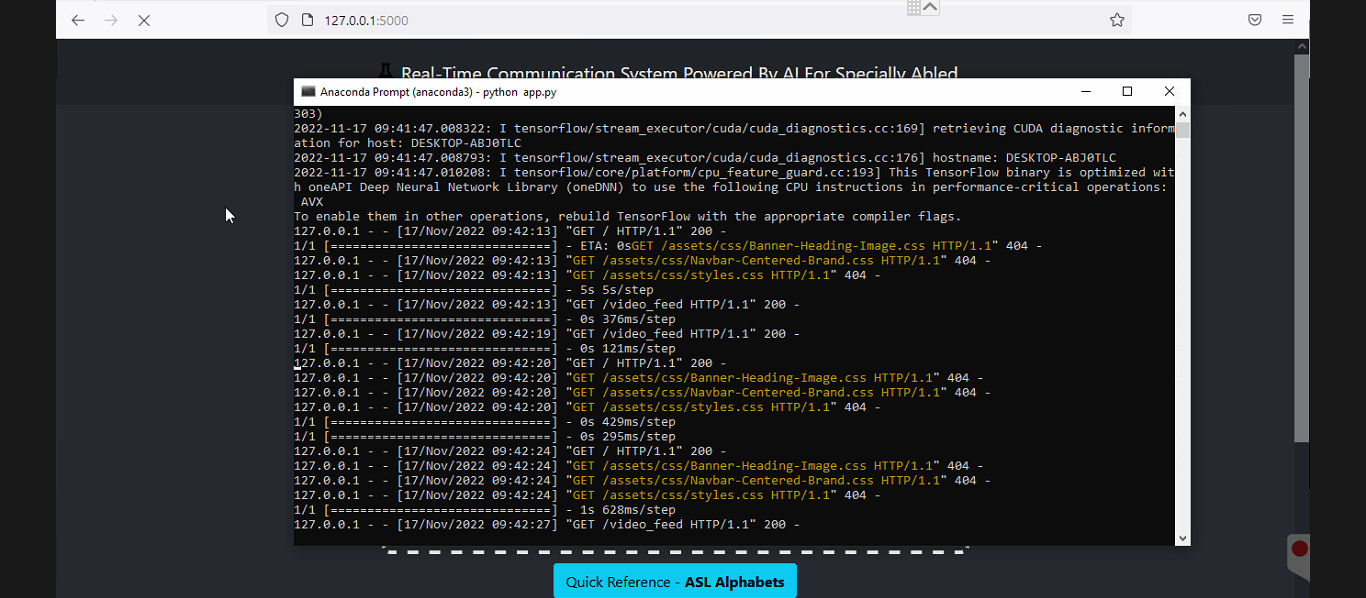 127.0.0.1:5000
Real-Time Communication System Powered By AI For Specially Abled
Anaconda Prompt (anaconda3) - python app.py
303)
2022-11-17 09:41:47.008322: I tensorflow/stream_executor/cuda/cuda_diagnostics.cc:169] retrieving CUDA diagnostic inform
ation for host: DESKTOP-ABJ0TLC
2022-11-17 09:41:47.008793: I tensorflow/stream_executor/cuda/cuda_diagnostics.cc:176] hostname: DESKTOP-ABJ0TLC
2022-11-17 09:41:47.010208: I tensorflow/core/platform/cpu_feature_guard.cc:193] This TensorFlow binary is optimized wit
h oneAPI Deep Neural Network Library (oneDNN) to use the following CPU instructions in performance-critical operations:
AVX
To enable them in other operations, rebuild TensorFlow with the appropriate compiler flags.
127.0.0.1 - - [17/Nov/2022 09:42:13] "GET / HTTP/1.1" 200 -
1/1 [==============================] - ETA: 0sGET /assets/css/Banner-Heading-Image.css HTTP/1.1" 404 -
127.0.0.1 - - [17/Nov/2022 09:42:13] "GET /assets/css/Navbar-Centered-Brand.css HTTP/1.1" 404 -
127.0.0.1 - - [17/Nov/2022 09:42:13] "GET /assets/css/styles.css HTTP/1.1" 404 -
1/1 [==============================] - 5s 5s/step
127.0.0.1 - - [17/Nov/2022 09:42:13] "GET /video_feed HTTP/1.1" 200 -
1/1 [==============================] - 0s 376ms/step
127.0.0.1 - - [17/Nov/2022 09:42:19] "GET /video_feed HTTP/1.1" 200 -
1/1 [==============================] - 0s 121ms/step
127.0.0.1 - - [17/Nov/2022 09:42:20] "GET / HTTP/1.1" 200 -
127.0.0.1 - - [17/Nov/2022 09:42:20] "GET /assets/css/Banner-Heading-Image.css HTTP/1.1" 404 -
127.0.0.1 - - [17/Nov/2022 09:42:20] "GET /assets/css/Navbar-Centered-Brand.css HTTP/1.1" 404 -
127.0.0.1 - - [17/Nov/2022 09:42:20] "GET /assets/css/styles.css HTTP/1.1" 404 -
1/1 [==============================] - 0s 429ms/step
1/1 [==============================] - 0s 295ms/step
127.0.0.1 - - [17/Nov/2022 09:42:24] "GET / HTTP/1.1" 200 -
127.0.0.1 - - [17/Nov/2022 09:42:24] "GET /assets/css/Banner-Heading-Image.css HTTP/1.1" 404 -
127.0.0.1 - - [17/Nov/2022 09:42:24] "GET /assets/css/Navbar-Centered-Brand.css HTTP/1.1" 404 -
127.0.0.1 - - [17/Nov/2022 09:42:24] "GET /assets/css/styles.css HTTP/1.1" 404 -
1/1 [==============================] - 1s 628ms/step
127.0.0.1 - - [17/Nov/2022 09:42:27] "GET /video_feed HTTP/1.1" 200 -
Quick Reference - ASL Alphabets